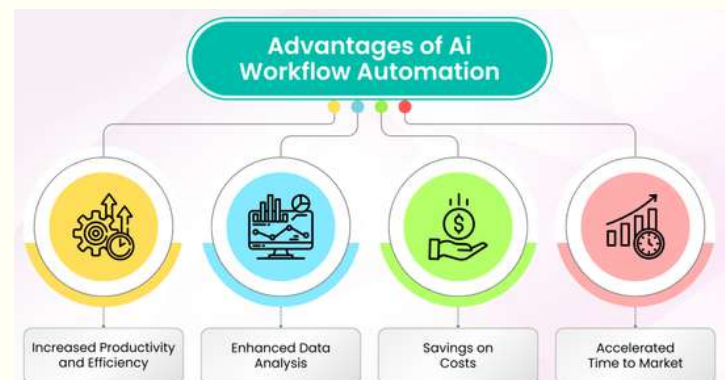 Advantages of Ai
Workflow Automation
Increased Productivity
and Efficiency
Enhanced Data
Analysis
Savings on
Costs
Accelerated
Time to Market